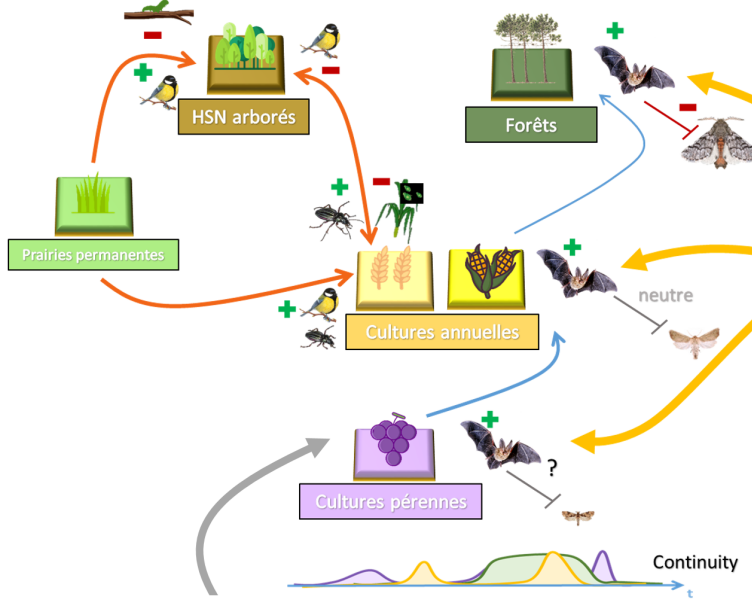 HSN arborés
Forêts
Prairies permanentes
neutre
Cultures annuelles
?
Cultures pérennes
Continuity
t